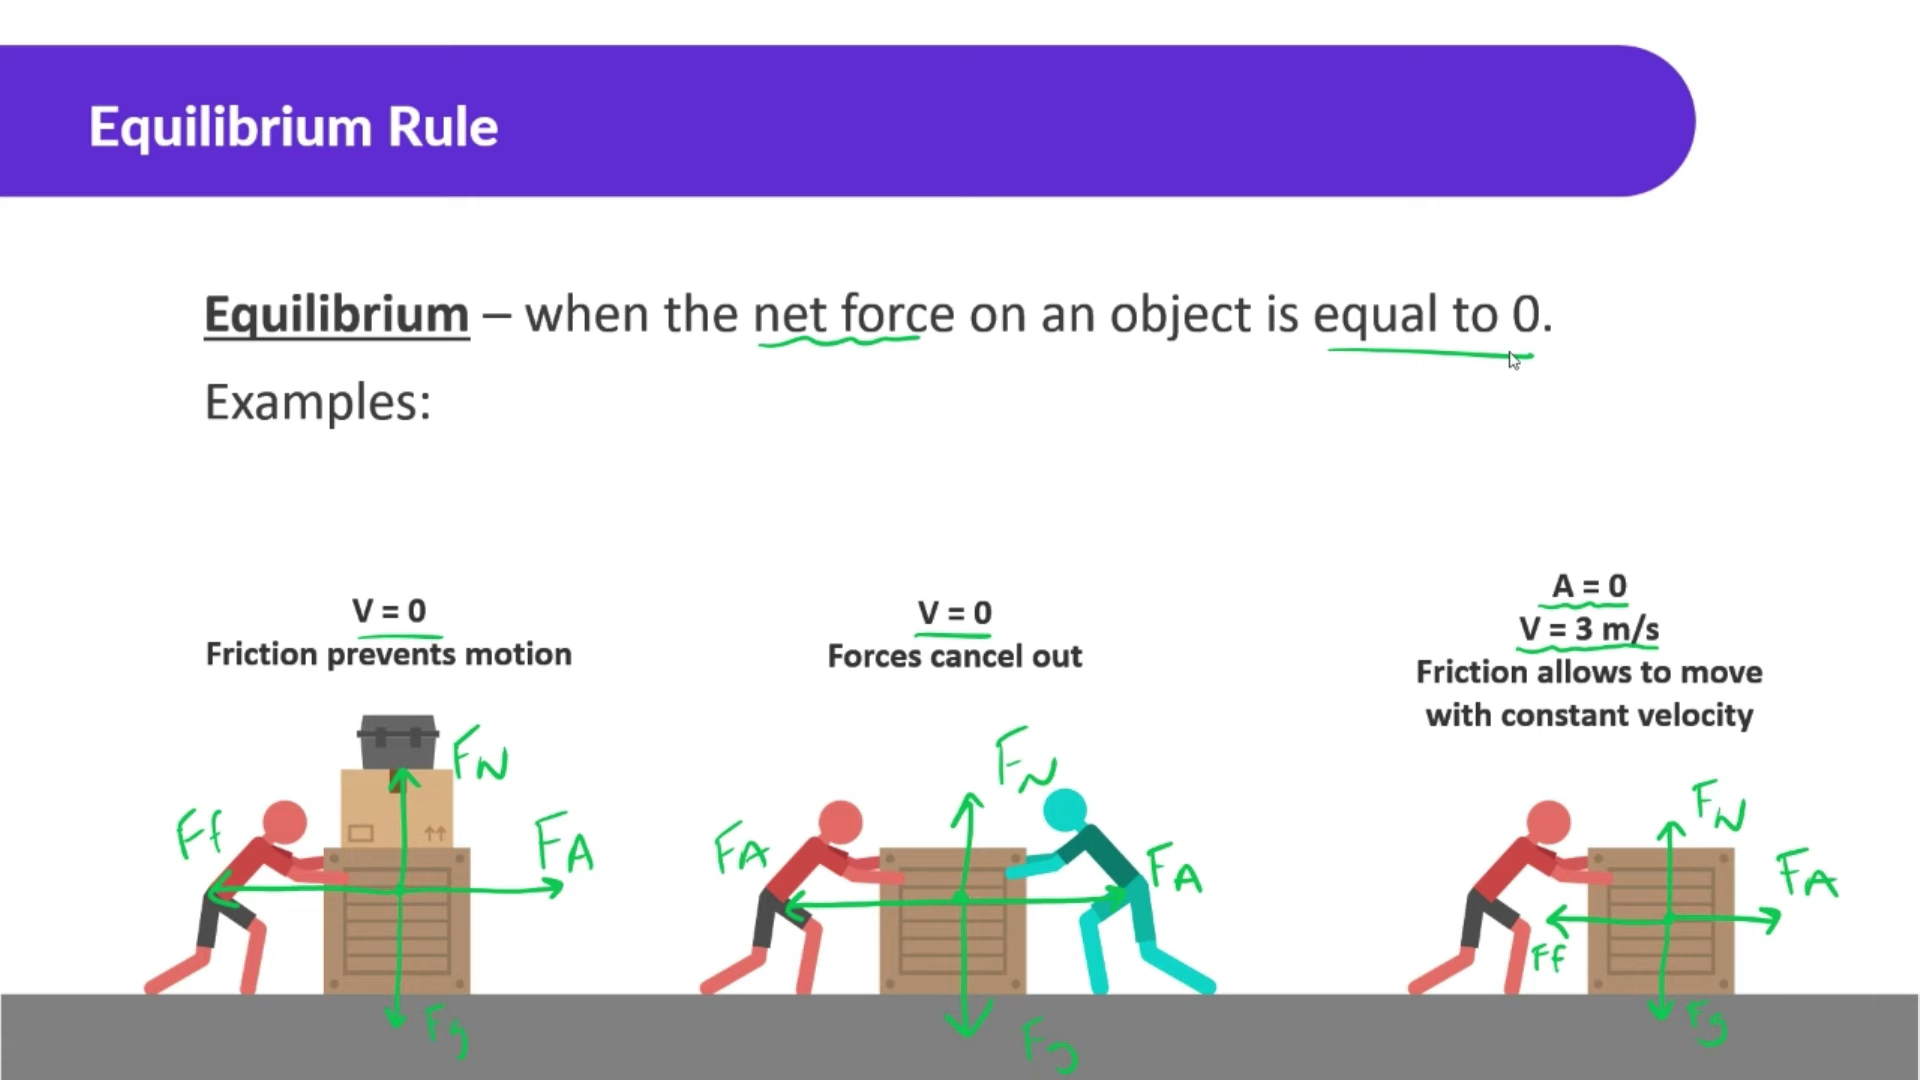 Equilibrium Rule
Equilibrium – when the net force on an object is equal to 0.
Examples:
V = 0
Friction prevents motion
FN
Ff
FA
Fg
V = 0
Forces cancel out
FN
FA
FA
Fg
A = 0
V = 3 m/s
Friction allows to move
with constant velocity
FN
FA
Ff
Fg